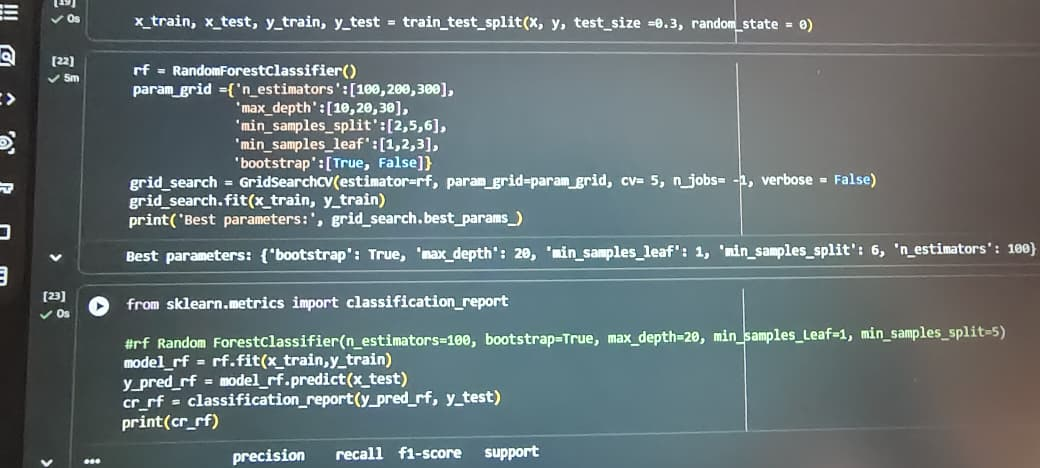 [19]
0s
x_train, x_test, y_train, y_test = train_test_split(x, y, test_size =0.3, random_state = 0)
[22]
5m
rf = RandomForestClassifier()
param_grid ={'n_estimators':[100,200,300],
'max_depth':[10,20,30],
'min_samples_split':[2,5,6],
'min_samples_leaf':[1,2,3],
'bootstrap':[True, False]}
grid_search = GridSearchCV(estimator=rf, param_grid=param_grid, cv= 5, n_jobs= -1, verbose = False)
grid_search.fit(x_train, y_train)
print('Best parameters:', grid_search.best_params_)
Best parameters: {'bootstrap': True, 'max_depth': 20, 'min_samples_leaf': 1, 'min_samples_split': 6, 'n_estimators': 100}
[23]
0s
from sklearn.metrics import classification_report
#rf Random ForestClassifier(n_estimators=100, bootstrap=True, max_depth=20, min_samples_Leaf=1, min_samples_split=5)
model_rf = rf.fit(x_train,y_train)
y_pred_rf = model_rf.predict(x_test)
cr_rf = classification_report(y_pred_rf, y_test)
print(cr_rf)
... precision recall f1-score support